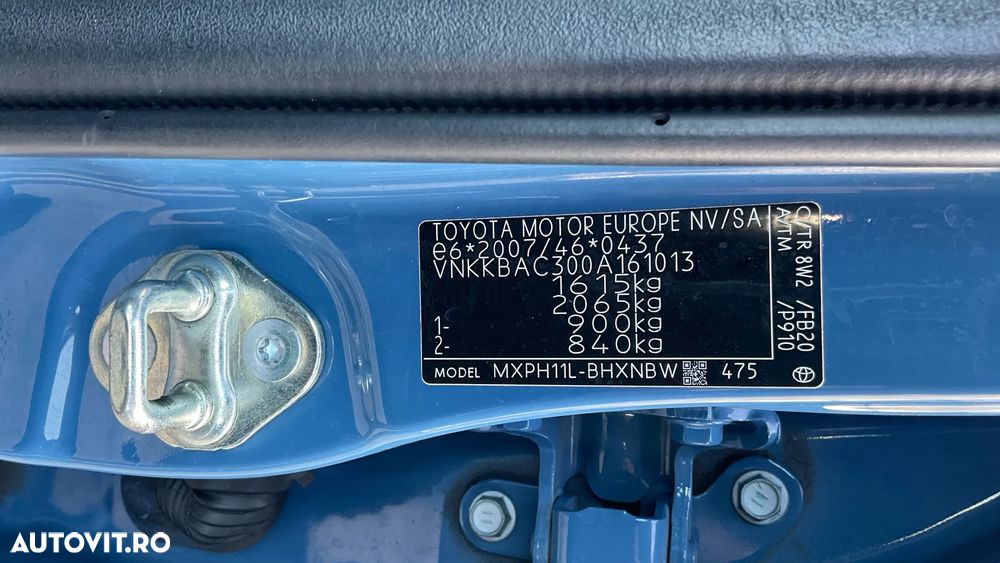 TOYOTA MOTOR EUROPE NV/SA
e6*2007/46*0437
VNKKBAC300A161013
1615kg
2065kg
1- 900kg
2- 840kg
MODEL MXPH11L-BHXNBW 475
C/TR 8W2 /FB20
A/TM /P910
AUTOVIT.RO